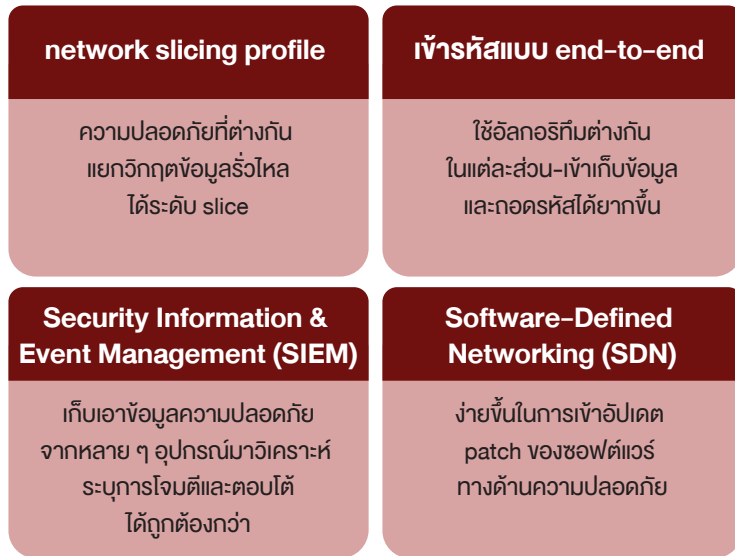 network slicing profile
ความปลอดภัยที่ต่างกัน
แยกวิกฤตข้อมูลรั่วไหล
ได้ระดับ slice
เข้ารหัสแบบ end-to-end
ใช้อัลกอริทึมต่างกัน
ในแต่ละส่วน-เข้าเก็บข้อมูล
และถอดรหัสได้ยากขึ้น
Security Information &
Event Management (SIEM)
เก็บเอาข้อมูลความปลอดภัย
จากหลาย ๆ อุปกรณ์มาวิเคราะห์
ระบุการโจมตีและตอบโต้
ได้ถูกต้องกว่า
Software-Defined
Networking (SDN)
ง่ายขึ้นในการเข้าอัปเดต
patch ของซอฟต์แวร์
ทางด้านความปลอดภัย